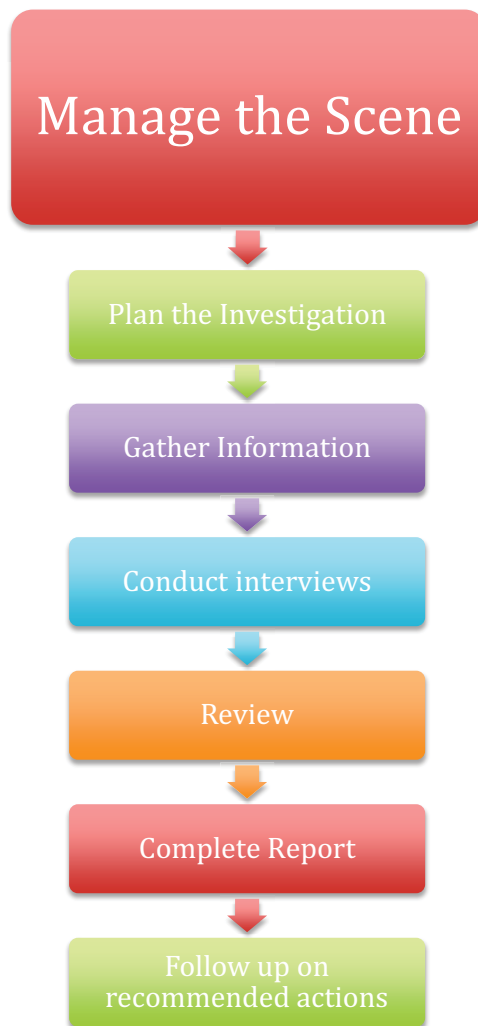 Manage the Scene
Plan the Investigation
Gather Information
Conduct interviews
Review
Complete Report
Follow up on
recommended actions